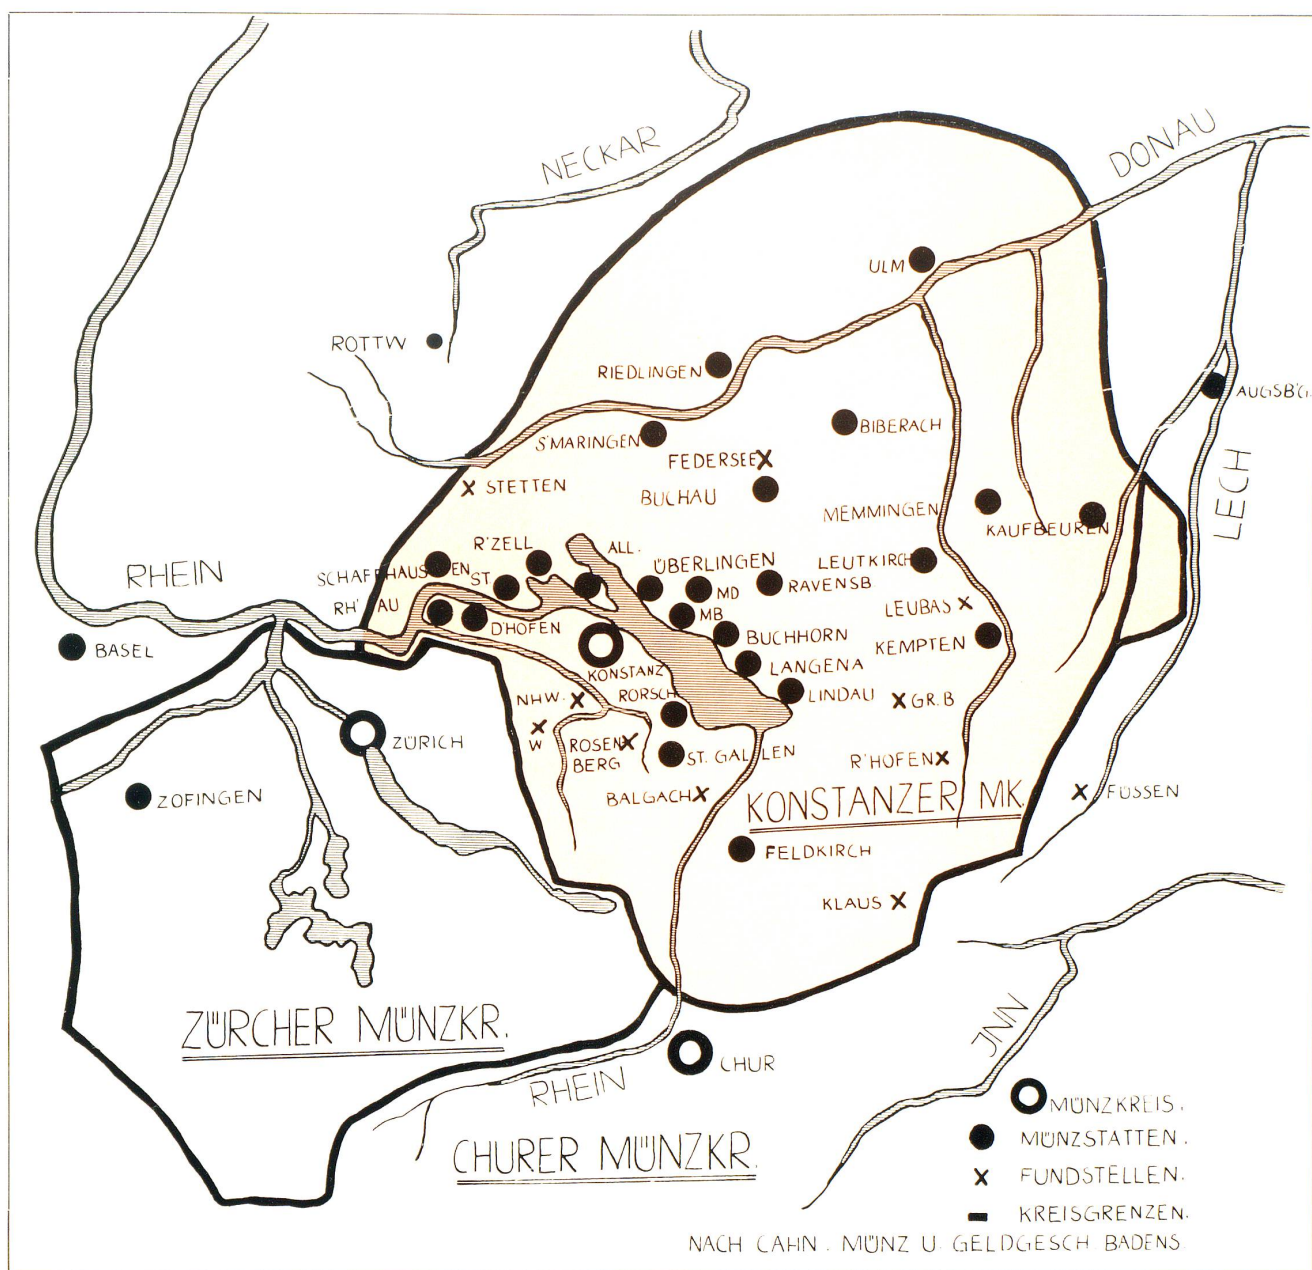 DONAU
NECKAR
ULM
ROTTW
RIEDLINGEN
AUGSB'G.
BIBERACH
S'MARINGEN
FEDERSEE
STETTEN
BUCHAU
LECH
MEMMINGEN
KAUFBEUREN
R'ZELL
ALL.
ÜBERLINGEN
LEUTKIRCH
RHEIN
SCHAFFHAUSEN
ST
MD
RAVENSB
RH'AU
MB
LEUBAS
D'HOFEN
BUCHHORN
KEMPTEN
BASEL
KONSTANZ
LANGENA
NHW.
RORSCH
LINDAU
GR.B
W
ROSEN
BERG
ZÜRICH
ST. GALLEN
R'HOFEN
ZOFINGEN
BALGACH
KONSTANZER MK.
FÜSSEN
FELDKIRCH
KLAUS
ZÜRCHER MÜNZKR.
JNN
CHUR
RHEIN
CHURER MÜNZKR.
MÜNZKREIS.
MÜNZSTATTEN.
FUNDSTELLEN.
KREISGRENZEN.
NACH CAHN. MÜNZ U. GELDGESCH BADENS.